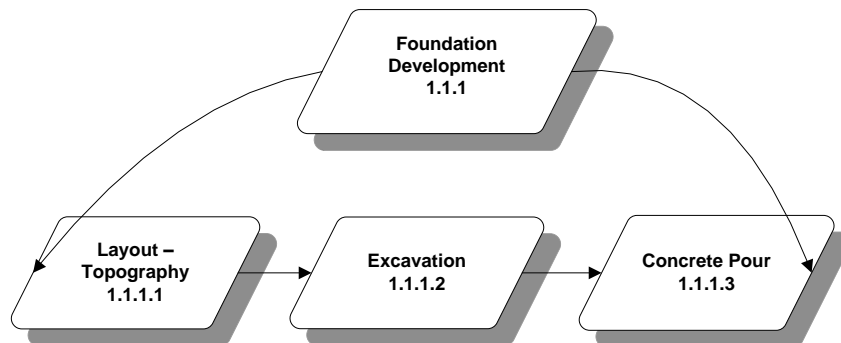 Foundation
Development
1.1.1
Layout –
Topography
1.1.1.1
Excavation
1.1.1.2
Concrete Pour
1.1.1.3